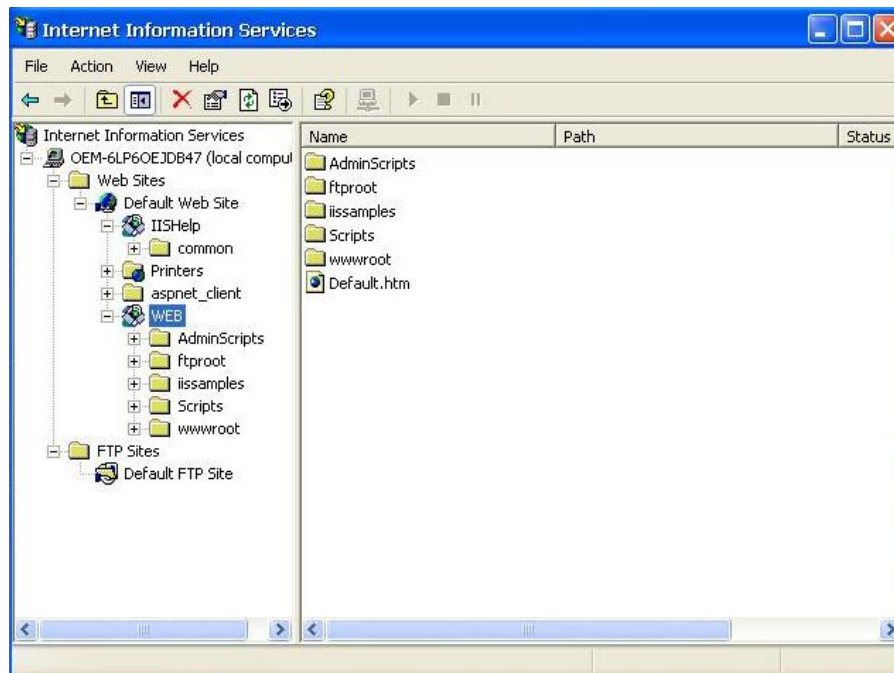 Internet Information Services
File Action View Help
Internet Information Services
OEM-6LP6OEJDB47 (local comput
Web Sites
Default Web Site
IISHelp
common
Printers
aspnet_client
WEB
AdminScripts
ftproot
iissamples
Scripts
wwwroot
FTP Sites
Default FTP Site
Name Path Status
AdminScripts
ftproot
iissamples
Scripts
wwwroot
Default.htm